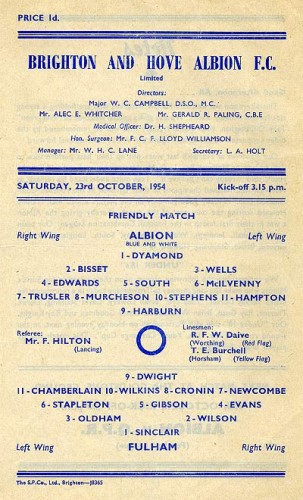 PRICE 1d.
BRIGHTON AND HOVE ALBION F.C.
Limited
Directors:
Major W. C. CAMPBELL, D.S.O., M.C.
Mr. ALEC E. WHITCHER Mr. GERALD R. PALING, C.B.E
Medical Officer: Dr. H. SHEPHEARD
Hon. Surgeon: Mr. F. C. F. LLOYD WILLIAMSON
Manager: Mr. W. H. C. LANE Secretary: L. A. HOLT
SATURDAY, 23rd OCTOBER, 1954 Kick-off 3.15 p.m.
FRIENDLY MATCH
Right Wing ALBION Left Wing
BLUE AND WHITE
1-DYAMOND
2-BISSET 3-WELLS
4-EDWARDS 5-SOUTH 6-McILVENNY
7-TRUSLER 8-MURCHESON 10-STEPHENS 11-HAMPTON
9-HARBURN
Referee: Linesmen:
Mr. F. HILTON R. F. W. Daive
(Lancing) (Worthing) (Red Flag)
T. E. Burchell
(Horsham) (Yellow Flag)
9-DWIGHT
11-CHAMBERLAIN 10-WILKINS 8-CRONIN 7-NEWCOMBE
6-STAPLETON 5-GIBSON 4-EVANS
3-OLDHAM 2-WILSON
1-SINCLAIR
Left Wing FULHAM Right Wing
The S.P.Co., Ltd., Brighton—J8365